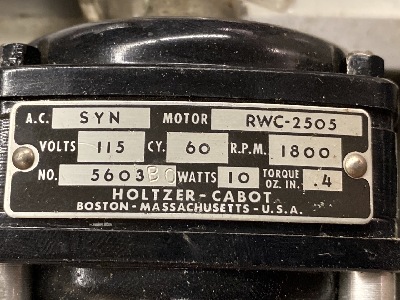 A.C. SYN MOTOR RWC-2505
VOLTS 115 CY. 60 R.P.M. 1800
NO. 5603BC WATTS 10 TORQUE OZ. IN. .4
HOLTZER-CABOT
BOSTON-MASSACHUSETTS-U.S.A.